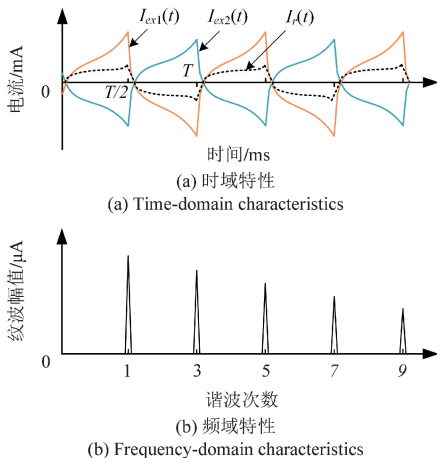 I_ex1(t) I_ex2(t) I_r(t)
电流/mA
0
T/2
T
时间/ms
(a) 时域特性
(a) Time-domain characteristics
纹波幅值/μA
0
1 3 5 7 9
谐波次数
(b) 频域特性
(b) Frequency-domain characteristics